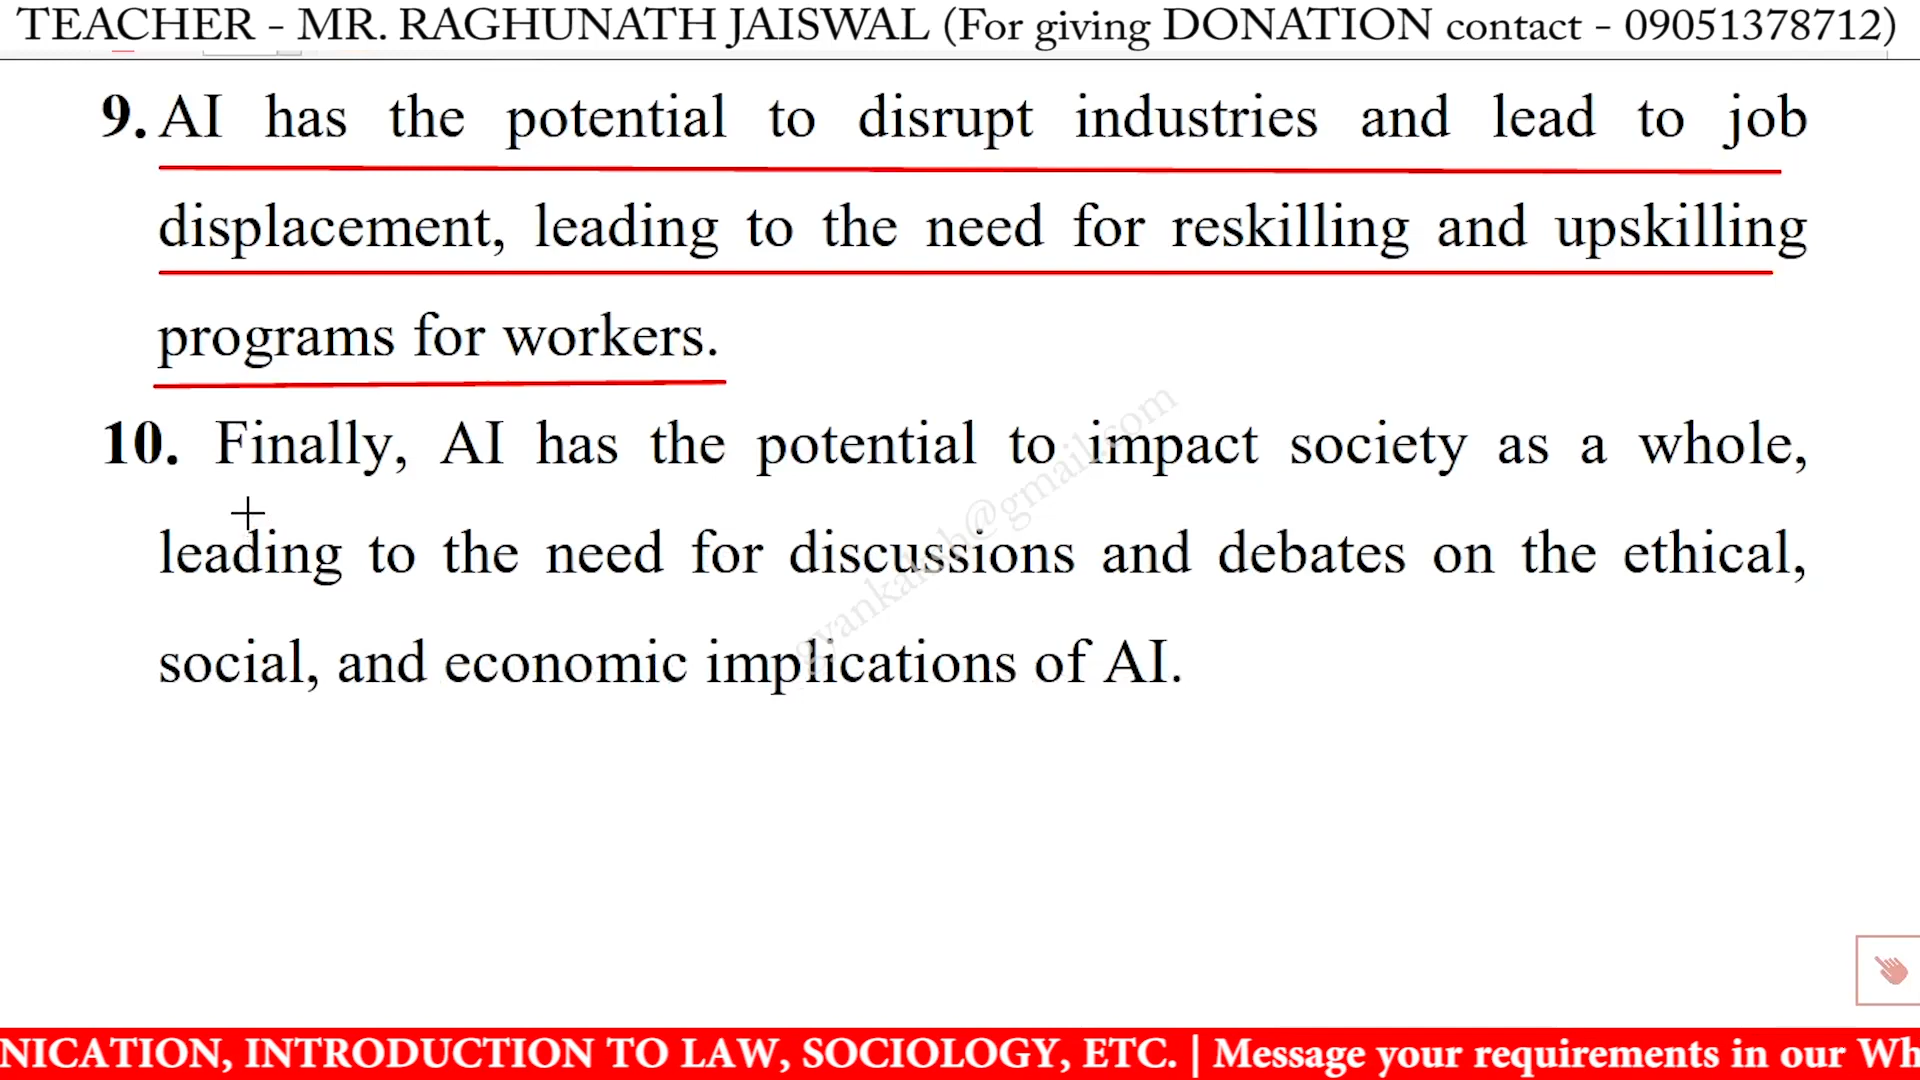 TEACHER - MR. RAGHUNATH JAISWAL (For giving DONATION contact - 09051378712)
9. AI has the potential to disrupt industries and lead to job
displacement, leading to the need for reskilling and upskilling
programs for workers.
10. Finally, AI has the potential to impact society as a whole,
leading to the need for discussions and debates on the ethical,
social, and economic implications of AI.
gyankaksh@gmail.com
NICATION, INTRODUCTION TO LAW, SOCIOLOGY, ETC. | Message your requirements in our Wh